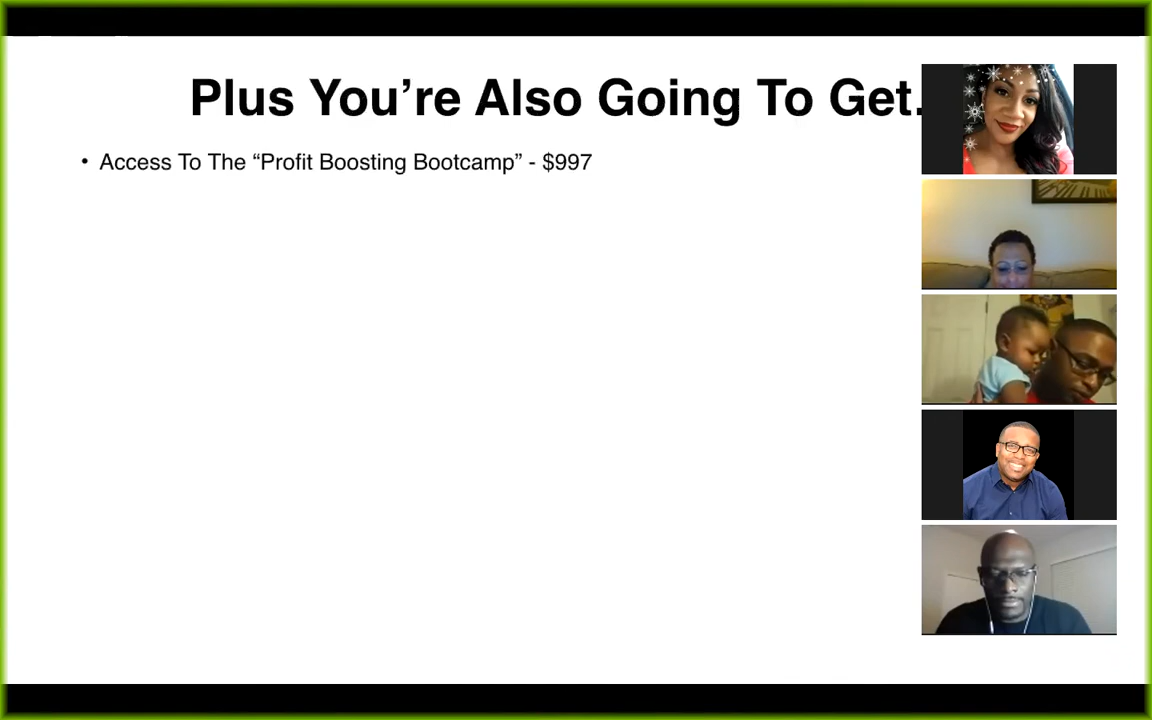 Plus You’re Also Going To Get.
• Access To The “Profit Boosting Bootcamp” - $997